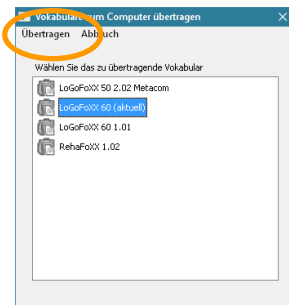 Vokabulare zum Computer übertragen
Übertragen Abbruch
Wählen Sie das zu übertragende Vokabular
LoGoFoXX 50 2.02 Metacom
LoGoFoXX 60 (aktuell)
LoGoFoXX 60 1.01
RehaFoXX 1.02